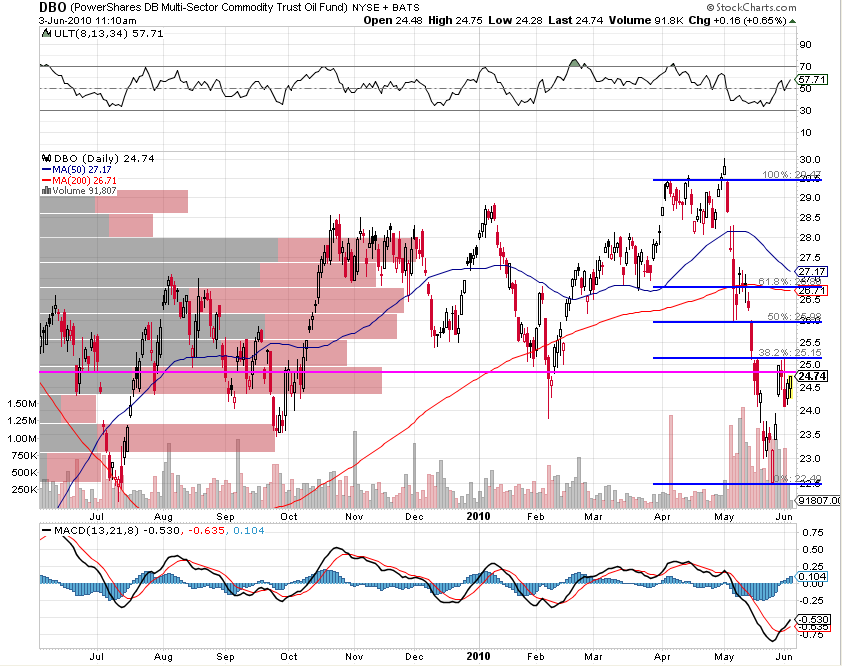 DBO (PowerShares DB Multi-Sector Commodity Trust Oil Fund) NYSE + BATS © StockCharts.com
3-Jun-2010 11:10am Open 24.48 High 24.75 Low 24.28 Last 24.74 Volume 91.8K Chg +0.16 (+0.65%)
ULT(8,13,34) 57.71
90
70
57.71
50
30
10
DBO (Daily) 24.74
MA(50) 27.17
MA(200) 26.71
Volume 91,807
30.0
100%:
29.5
29.0
28.5
28.0
27.5
27.17
61.8%:
26.71
26.5
50%: 25.98
26.0
25.5
38.2%: 25.15
25.0
24.74
24.5
1.50M 24.0
1.25M
1.00M 23.5
750K 23.0
500K
0%: 22.49
22.5
250K
91807.00
Jul Aug Sep Oct Nov Dec 2010 Feb Mar Apr May Jun
MACD(13,21,8) -0.530, -0.635, 0.104
0.75
0.50
0.25
0.104
0.00
-0.25
-0.530
-0.635
-0.75
Jul Aug Sep Oct Nov Dec 2010 Feb Mar Apr May Jun